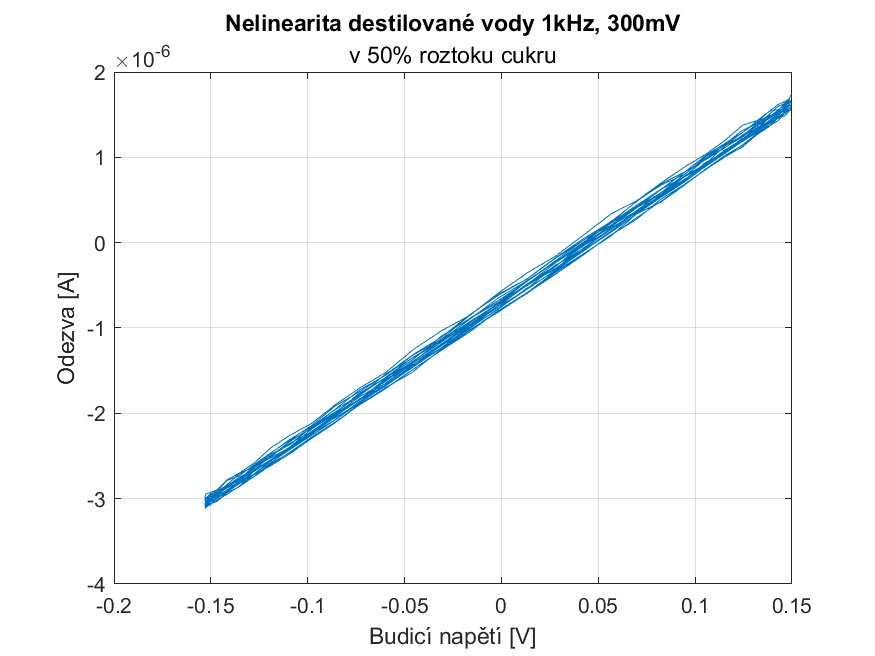 Nelinearita destilované vody 1kHz, 300mV
v 50% roztoku cukru
×10⁻⁶
2
1
0
-1
-2
-3
-4
Odezva [A]
-0.2 -0.15 -0.1 -0.05 0 0.05 0.1 0.15
Budicí napětí [V]